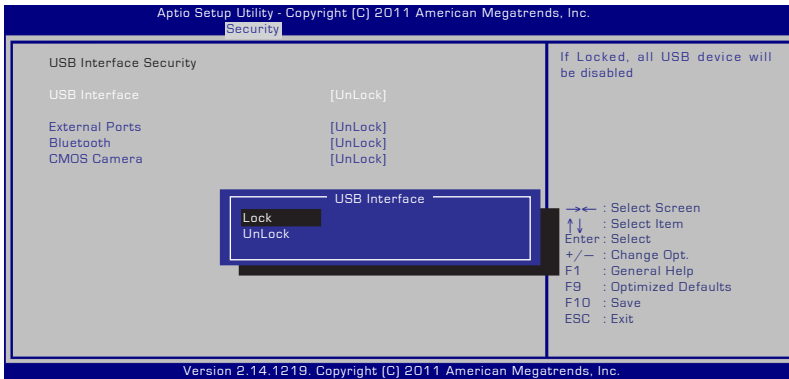 Aptio Setup Utility - Copyright (C) 2011 American Megatrends, Inc.
Security
USB Interface Security
USB Interface [UnLock]
External Ports [UnLock]
Bluetooth [UnLock]
CMOS Camera [UnLock]
USB Interface
Lock
UnLock
If Locked, all USB device will
be disabled
→← : Select Screen
↑↓ : Select Item
Enter : Select
+/— : Change Opt.
F1 : General Help
F9 : Optimized Defaults
F10 : Save
ESC : Exit
Version 2.14.1219. Copyright (C) 2011 American Megatrends, Inc.